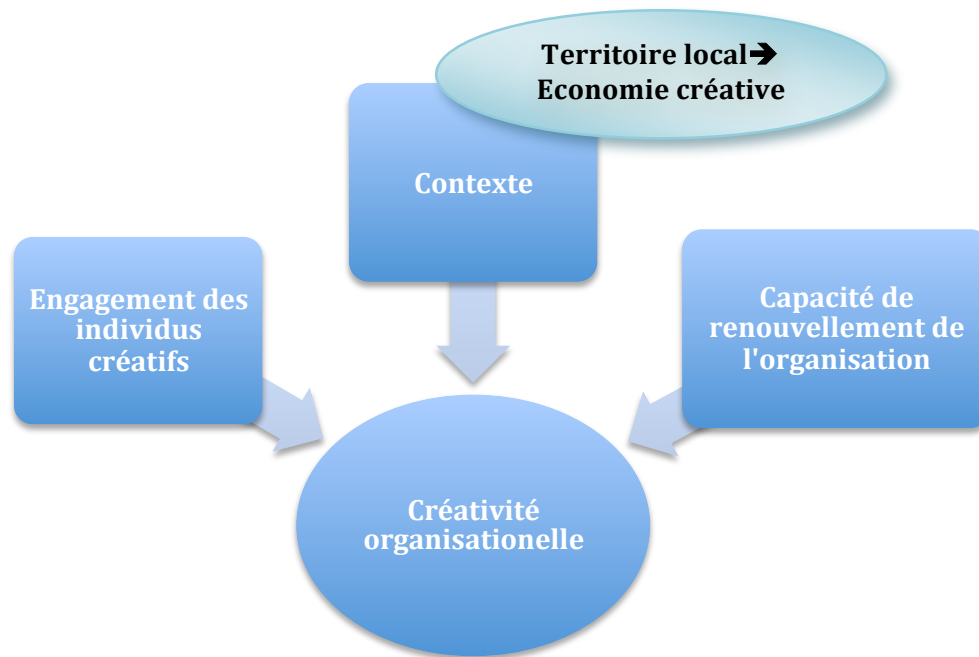 Territoire local➔
Economie créative
Contexte
Engagement des
individus
créatifs
Capacité de
renouvellement de
l'organisation
Créativité
organisationelle